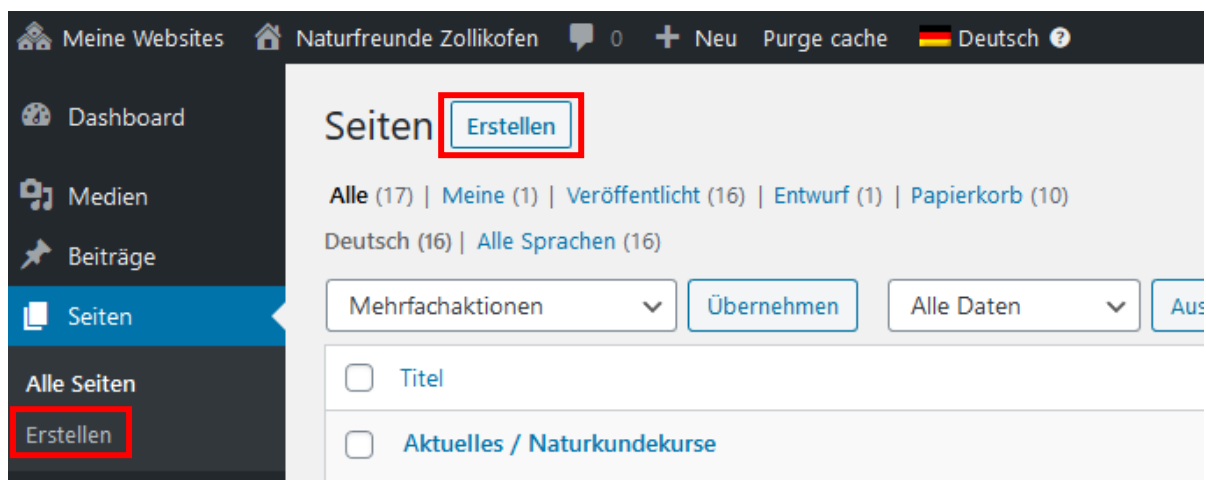 Meine Websites Naturfreunde Zollikofen 0 Neu Purge cache Deutsch ?
Dashboard
Medien
Beiträge
Seiten
Alle Seiten
Erstellen
Seiten Erstellen
Alle (17) | Meine (1) | Veröffentlicht (16) | Entwurf (1) | Papierkorb (10)
Deutsch (16) | Alle Sprachen (16)
Mehrfachaktionen Übernehmen Alle Daten Aus
Titel
Aktuelles / Naturkundekurse